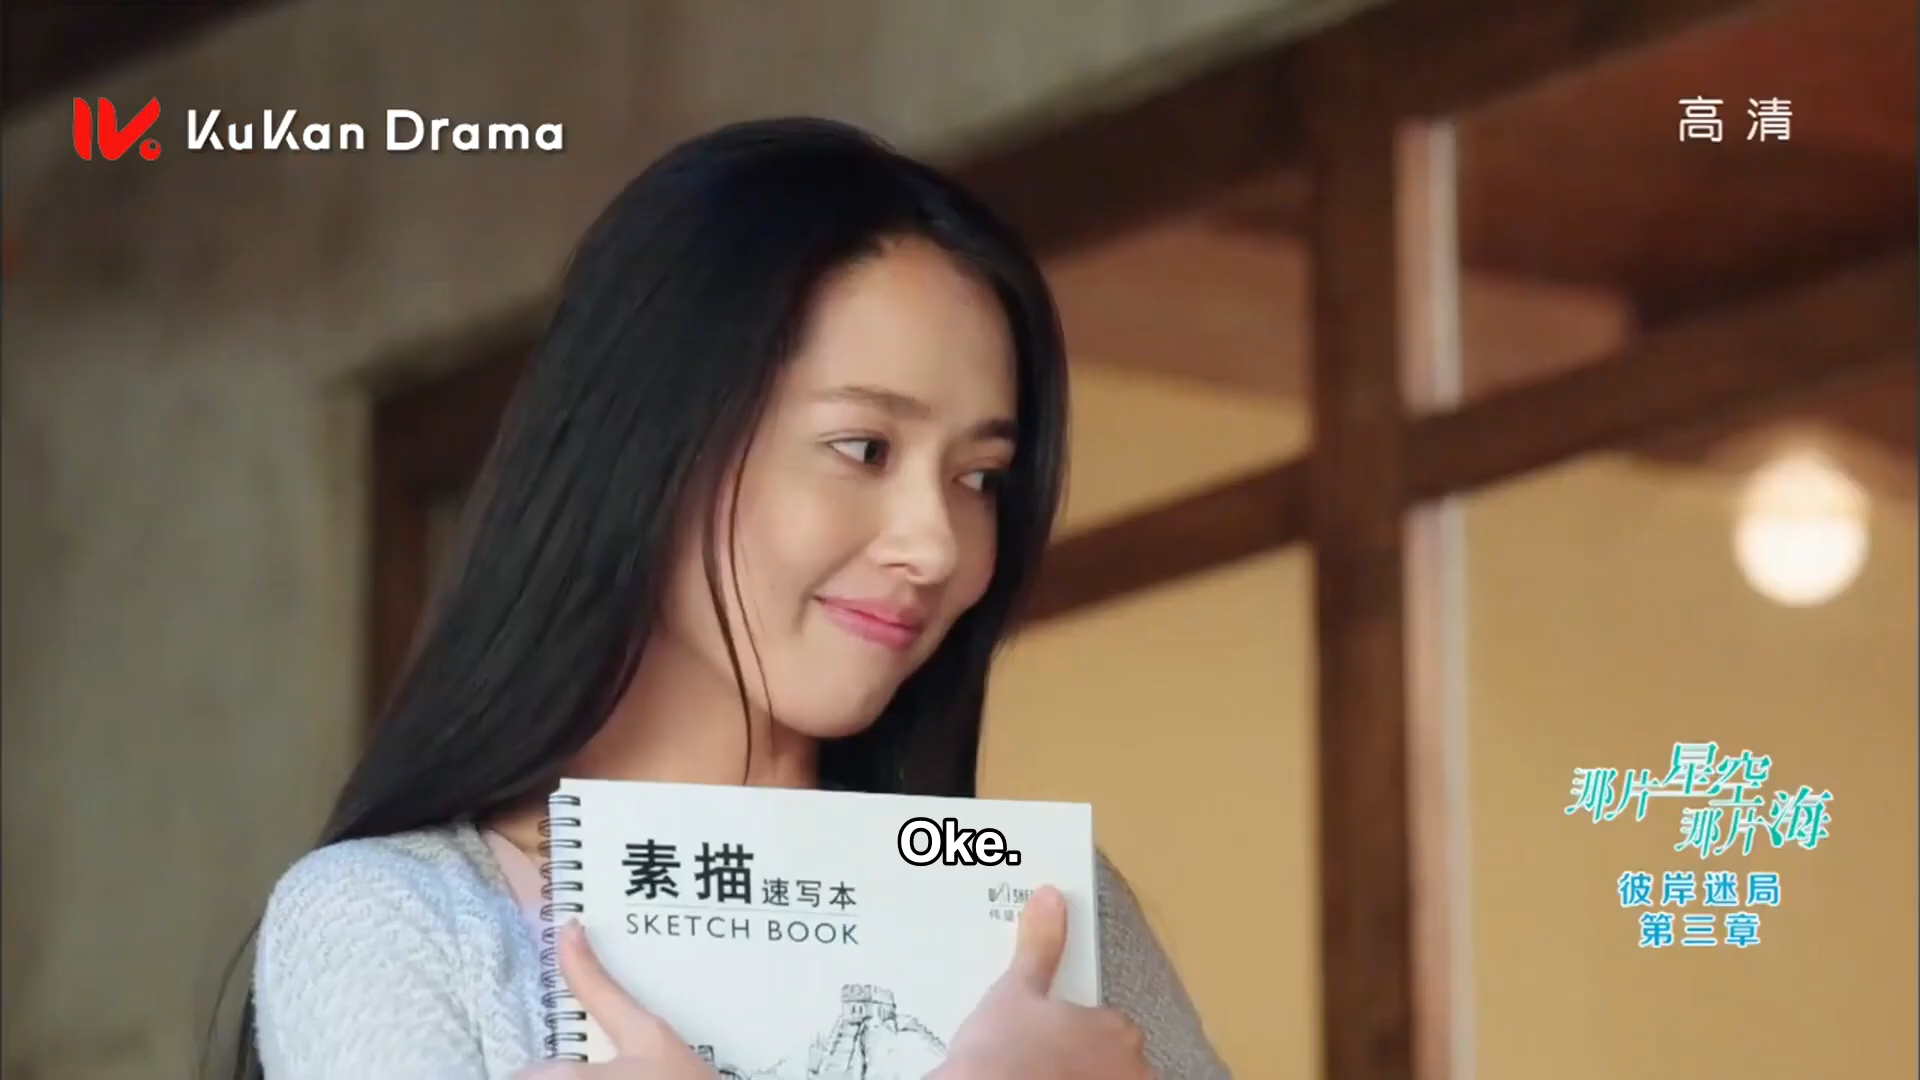 KuKan Drama
高清
素描速写本
SKETCH BOOK
Oke.
那片星空
那片海
彼岸迷局
第三章